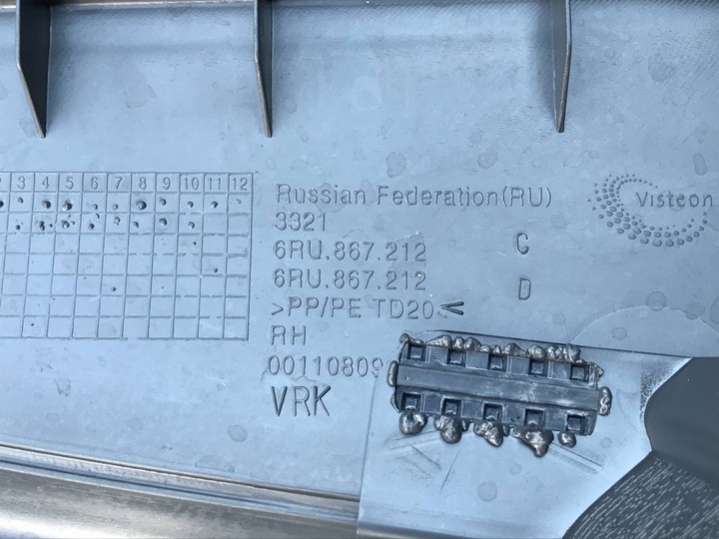 2 3 4 5 6 7 8 9 10 11 12
Russian Federation(RU)
Visteon
3321
6RU.867.212 C
6RU.867.212 D
>PP/PE TD20<
RH
00110809
VRK